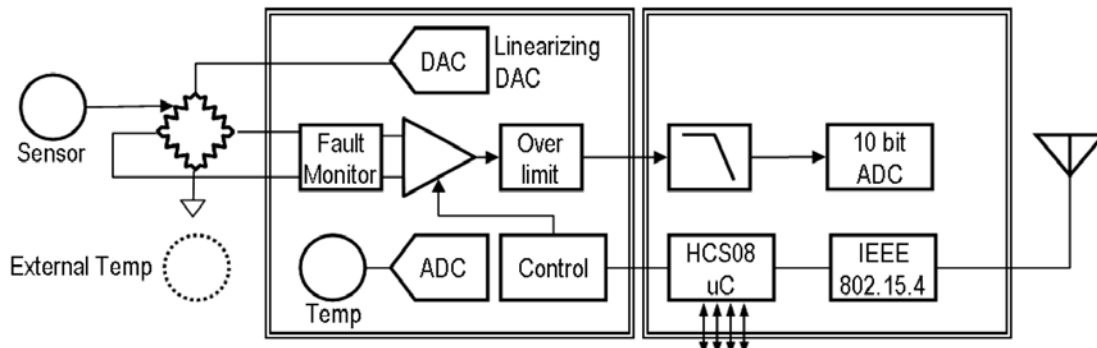 DAC
Linearizing
DAC
Sensor
Fault
Monitor
Over
limit
10 bit
ADC
External Temp
Temp
ADC
Control
HCS08
uC
IEEE
802.15.4